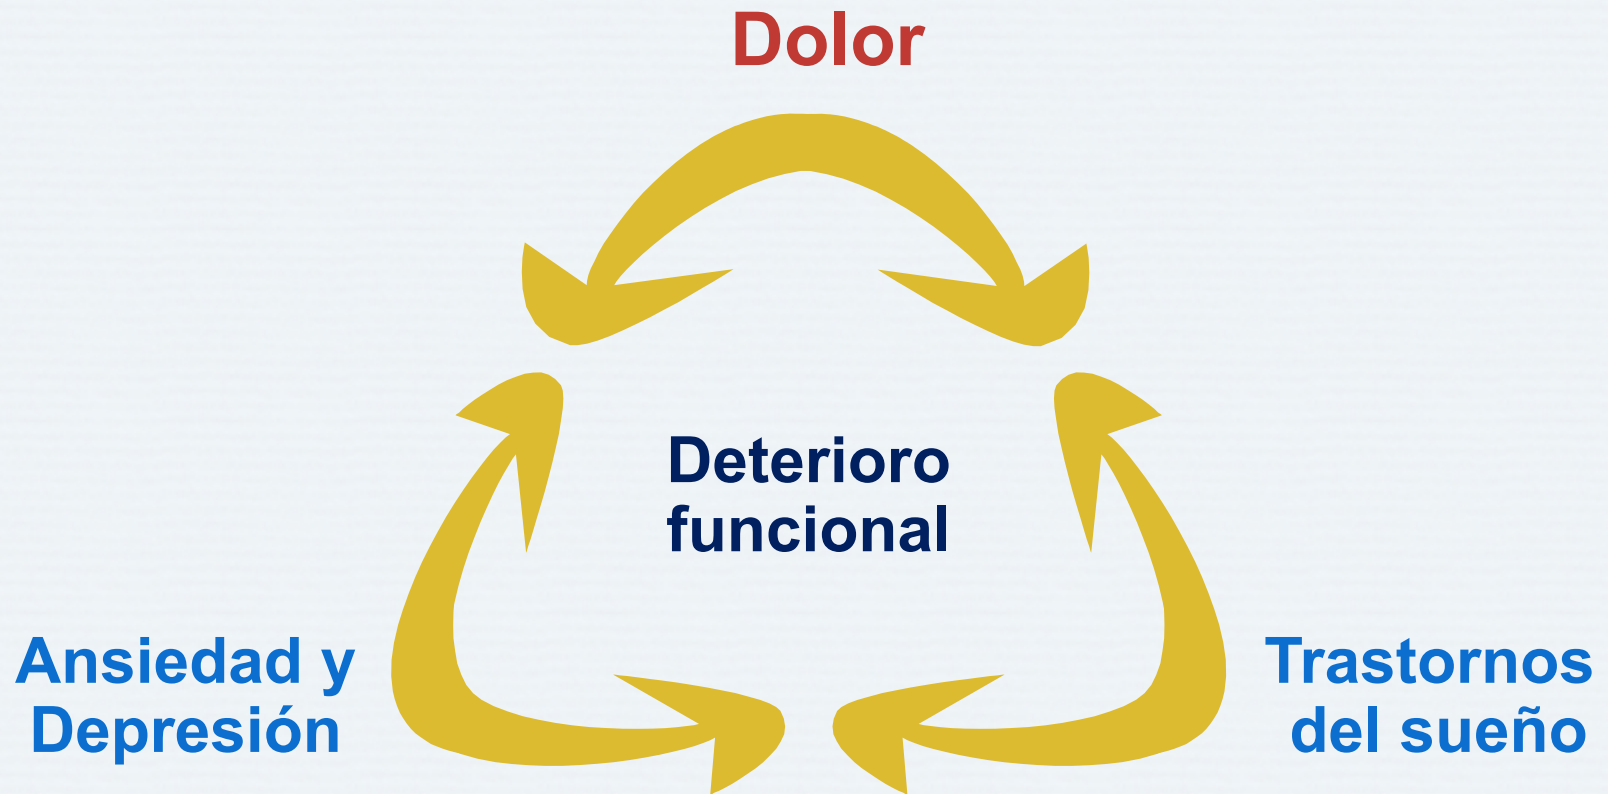 Dolor
Deterioro
funcional
Ansiedad y
Depresión
Trastornos
del sueño